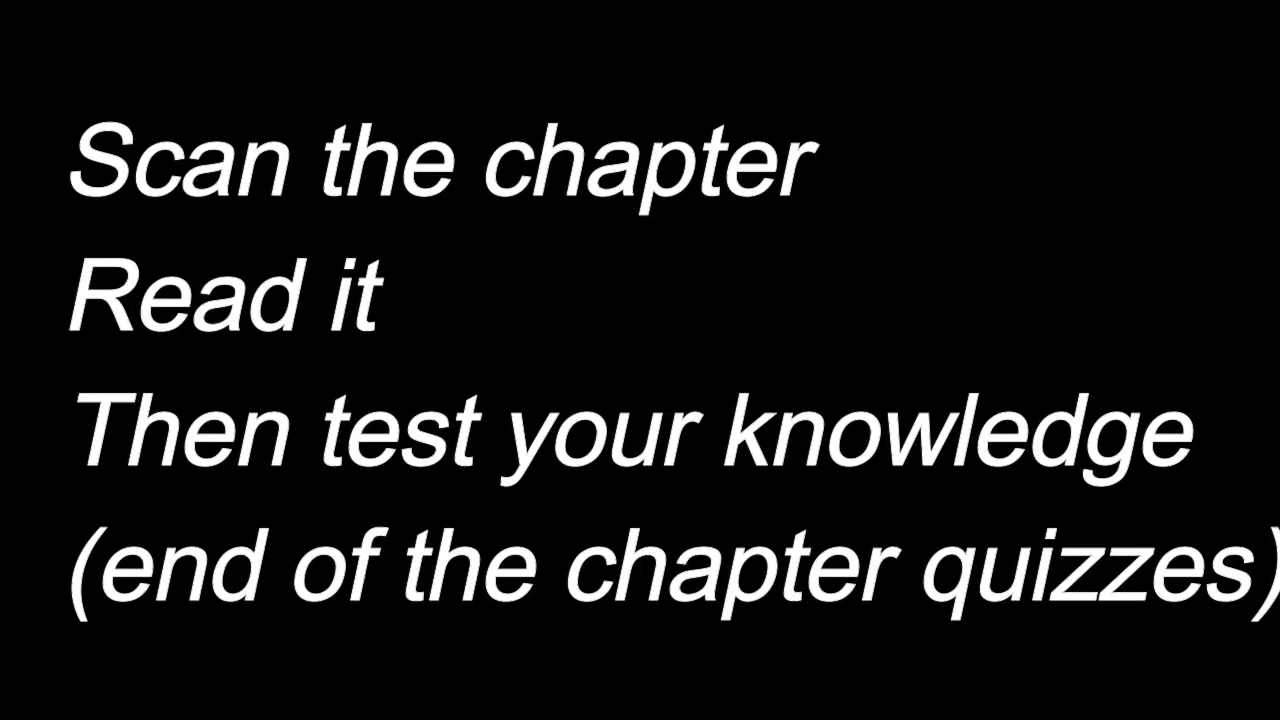 Scan the chapter
Read it
Then test your knowledge
(end of the chapter quizzes)